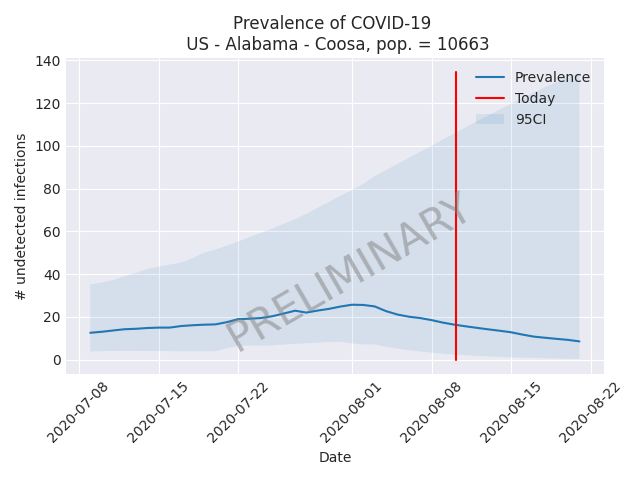 Prevalence of COVID-19
US - Alabama - Coosa, pop. = 10663
140
120
100
80
60
40
20
0
# undetected infections
Prevalence
Today
95CI
PRELIMINARY
2020-07-08
2020-07-15
2020-07-22
2020-08-01
2020-08-08
2020-08-15
2020-08-22
Date